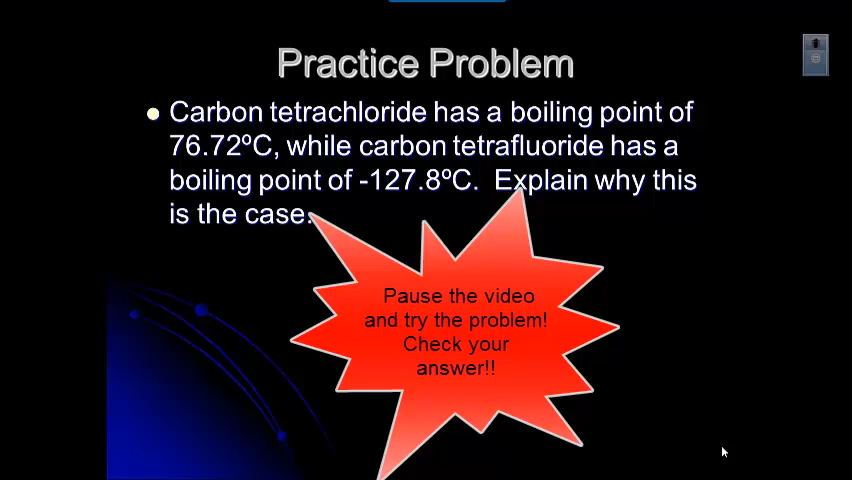 Practice Problem
Carbon tetrachloride has a boiling point of
76.72ºC, while carbon tetrafluoride has a
boiling point of -127.8ºC.  Explain why this
is the case.
Pause the video
and try the problem!
Check your
answer!!